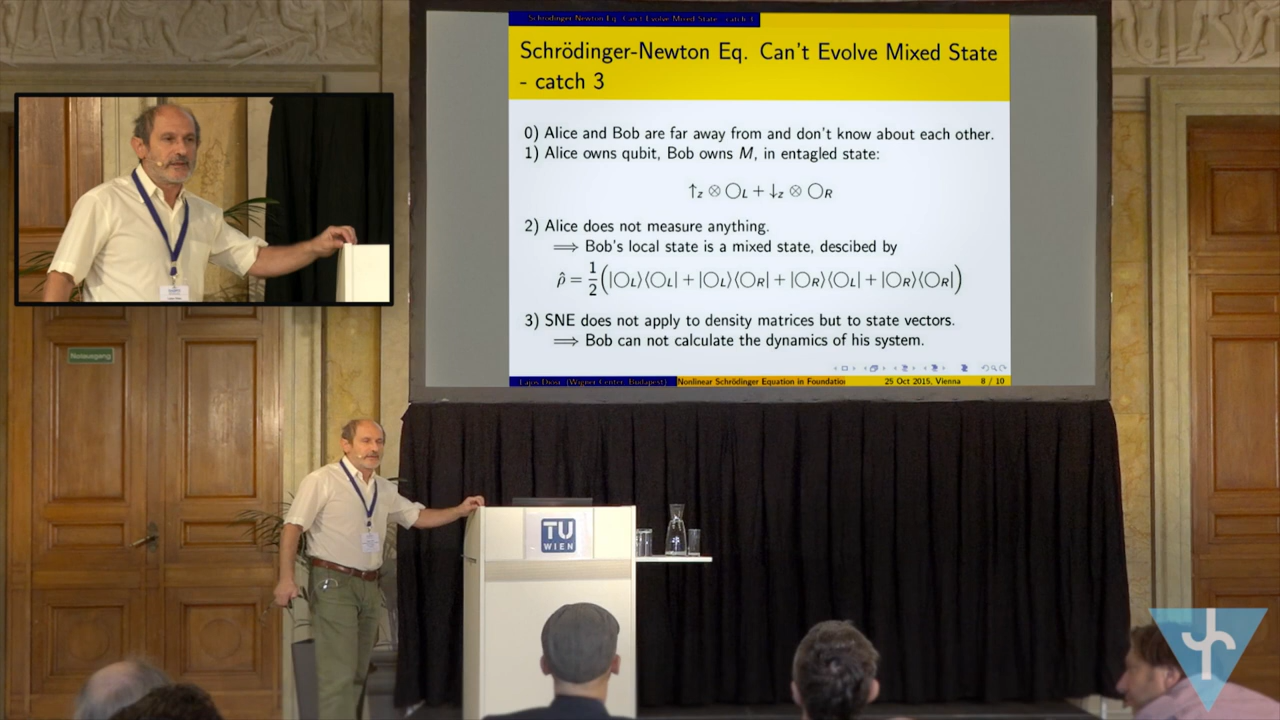 Schrödinger-Newton Eq. Can't Evolve Mixed State - catch 3
Schrödinger-Newton Eq. Can't Evolve Mixed State
- catch 3
0) Alice and Bob are far away from and don't know about each other.
1) Alice owns qubit, Bob owns M, in entagled state:
↑z ⊗ ○L + ↓z ⊗ ○R
2) Alice does not measure anything.
⟹ Bob's local state is a mixed state, descibed by
ρ̂ = 1/2 (|○L⟩⟨○L| + |○L⟩⟨○R| + |○R⟩⟨○L| + |○R⟩⟨○R|)
3) SNE does not apply to density matrices but to state vectors.
⟹ Bob can not calculate the dynamics of his system.
Lajos Diósi (Wigner Center, Budapest) Nonlinear Schrödinger Equation in Foundatio 25 Oct 2015, Vienna 8 / 10
Notausgang
TU
WIEN